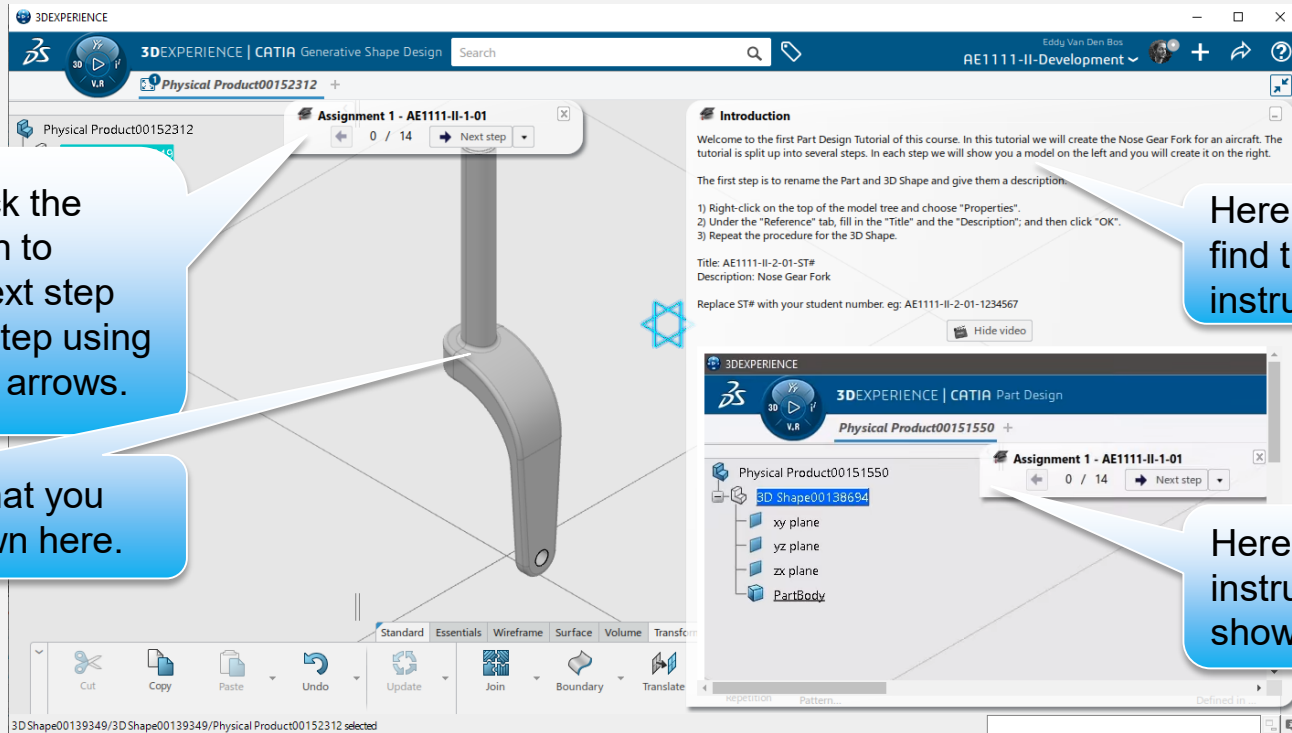 3DEXPERIENCE
3DEXPERIENCE | CATIA Generative Shape Design
Search
Eddy Van Den Bos
AE1111-II-Development
3D
V.R
Physical Product00152312 +
Physical Product00152312
Assignment 1 - AE1111-II-1-01
0 / 14 Next step
ck the
n to
ext step
tep using
arrows.
hat you
wn here.
Introduction
Welcome to the first Part Design Tutorial of this course. In this tutorial we will create the Nose Gear Fork for an aircraft. The
tutorial is split up into several steps. In each step we will show you a model on the left and you will create it on the right.
The first step is to rename the Part and 3D Shape and give them a description.
1) Right-click on the top of the model tree and choose "Properties".
2) Under the "Reference" tab, fill in the "Title" and the "Description"; and then click "OK".
3) Repeat the procedure for the 3D Shape.
Title: AE1111-II-2-01-ST#
Description: Nose Gear Fork
Replace ST# with your student number. eg: AE1111-II-2-01-1234567
Hide video
Here
find t
instru
3DEXPERIENCE
3DEXPERIENCE | CATIA Part Design
3D
V.R
Physical Product00151550 +
Assignment 1 - AE1111-II-1-01
0 / 14 Next step
Physical Product00151550
3D Shape00138694
xy plane
yz plane
zx plane
PartBody
Here
instru
show
Repetition Pattern... Defined in ...
Standard Essentials Wireframe Surface Volume Transfo
Cut Copy Paste Undo Update Join Boundary Translate
3D Shape00139349/3D Shape00139349/Physical Product00152312 selected